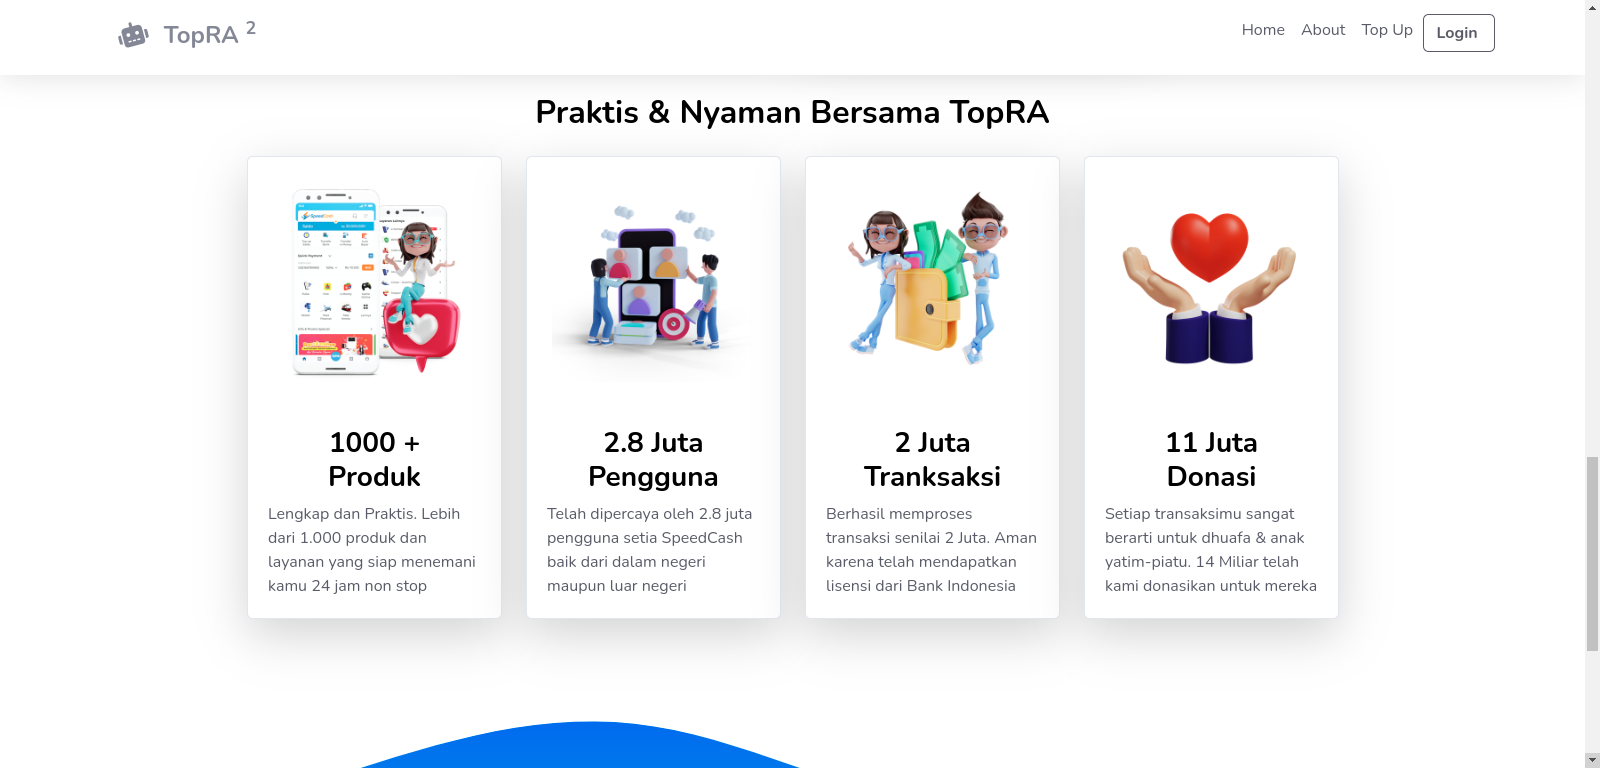 TopRA 2
Home About Top Up Login
Praktis & Nyaman Bersama TopRA
1000 +
Produk
Lengkap dan Praktis. Lebih
dari 1.000 produk dan
layanan yang siap menemani
kamu 24 jam non stop
2.8 Juta
Pengguna
Telah dipercaya oleh 2.8 juta
pengguna setia SpeedCash
baik dari dalam negeri
maupun luar negeri
2 Juta
Tranksaksi
Berhasil memproses
transaksi senilai 2 Juta. Aman
karena telah mendapatkan
lisensi dari Bank Indonesia
11 Juta
Donasi
Setiap transaksimu sangat
berarti untuk dhuafa & anak
yatim-piatu. 14 Miliar telah
kami donasikan untuk mereka